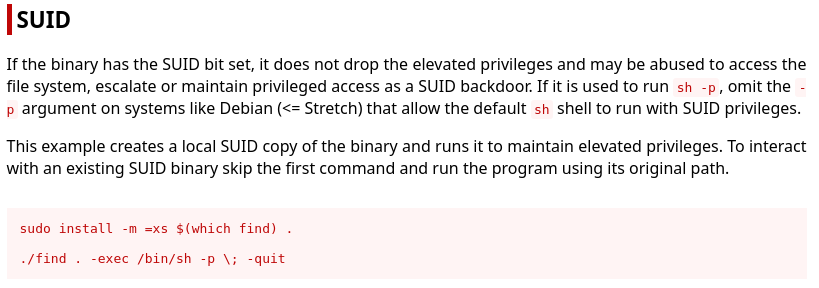 SUID
If the binary has the SUID bit set, it does not drop the elevated privileges and may be abused to access the
file system, escalate or maintain privileged access as a SUID backdoor. If it is used to run sh -p, omit the -
p argument on systems like Debian (<= Stretch) that allow the default sh shell to run with SUID privileges.
This example creates a local SUID copy of the binary and runs it to maintain elevated privileges. To interact
with an existing SUID binary skip the first command and run the program using its original path.
sudo install -m =xs $(which find) .
./find . -exec /bin/sh -p \; -quit